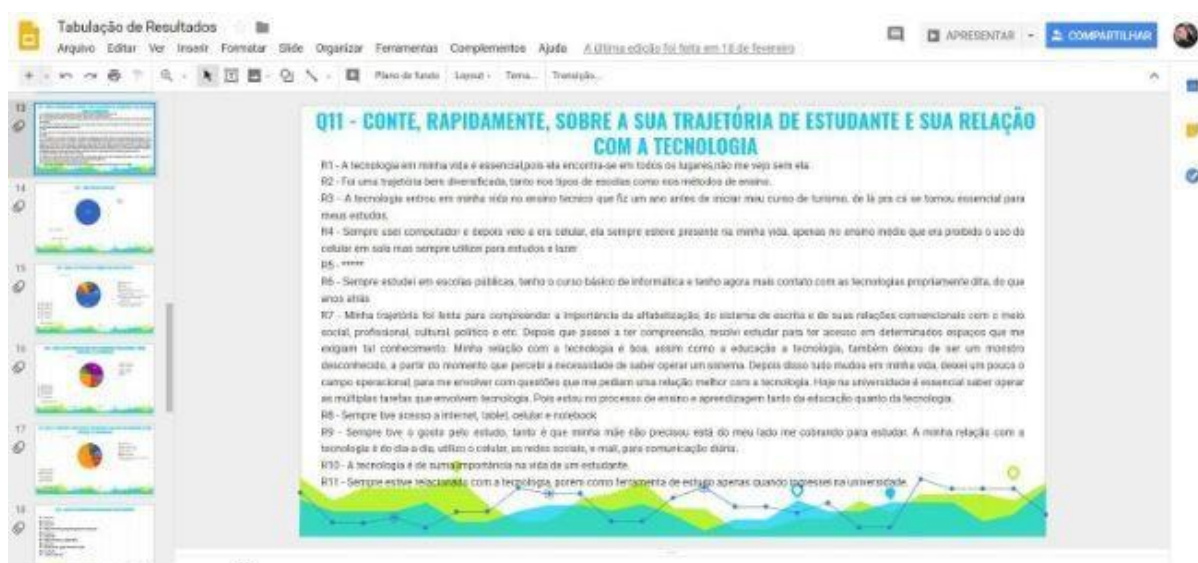 Tabulação de Resultados
Arquivo Editar Ver Inserir Formatar Slide Organizar Ferramentas Complementos Ajuda A última edição foi feita em 18 de fevereiro
APRESENTAR
COMPARTILHAR
Plano de fundo Layout Tema... Transição...
13
14
15
16
17
18
Q11 - CONTE, RAPIDAMENTE, SOBRE A SUA TRAJETÓRIA DE ESTUDANTE E SUA RELAÇÃO
COM A TECNOLOGIA
R1 - A tecnologia em minha vida é essencial,pois ela encontra-se em todos os lugares,não me vejo sem ela.
R2 - Foi uma trajetória bem diversificada, tanto nos tipos de escolas como nos métodos de ensino.
R3 - A tecnologia entrou em minha vida no ensino tecnico que fiz um ano antes de iniciar meu curso de turismo, de lá pra cá se tornou essencial para
meus estudos.
R4 - Sempre usei computador e depois veio a era celular, ela sempre esteve presente na minha vida, apenas no ensino médio que era proibido o uso do
celular em sala mas sempre utilizei para estudos e lazer
R5 - *****
R6 - Sempre estudei em escolas públicas, tenho o curso básico de informática e tenho agora mais contato com as tecnologias propriamente dita, do que
anos atrás
R7 - Minha trajetória foi lenta para compreender a importância da alfabetização, do sistema de escrita e de suas relações convencionais com o meio
social, profissional, cultural, político e etc. Depois que passei a ter compreensão, resolvi estudar para ter acesso em determinados espaços que me
exigiam tal conhecimento. Minha relação com a tecnologia é boa, assim como a educação a tecnologia, também deixou de ser um monstro
desconhecido, a partir do momento que percebi a necessidade de saber operar um sistema. Depois disso tudo mudou em minha vida, deixei um pouco o
campo operacional, para me envolver com questões que me pediam uma relação melhor com a tecnologia. Hoje na universidade é essencial saber operar
as múltiplas tarefas que envolvem tecnologia. Pois estou no processo de ensino e aprendizagem tanto da educação quanto da tecnologia.
R8 - Sempre tive acesso a internet, tablet, celular e notebook
R9 - Sempre tive o gosto pelo estudo, tanto é que minha mãe não precisou está do meu lado me cobrando para estudar. A minha relação com a
tecnologia é do dia-a-dia, utilizo o celular, as redes sociais, e-mail, para comunicação diária.
R10 - A tecnologia é de suma importância na vida de um estudante.
R11 - Sempre estive relacionado com a tecnologia, porém como ferramenta de estudo apenas quando ingressei na universidade.